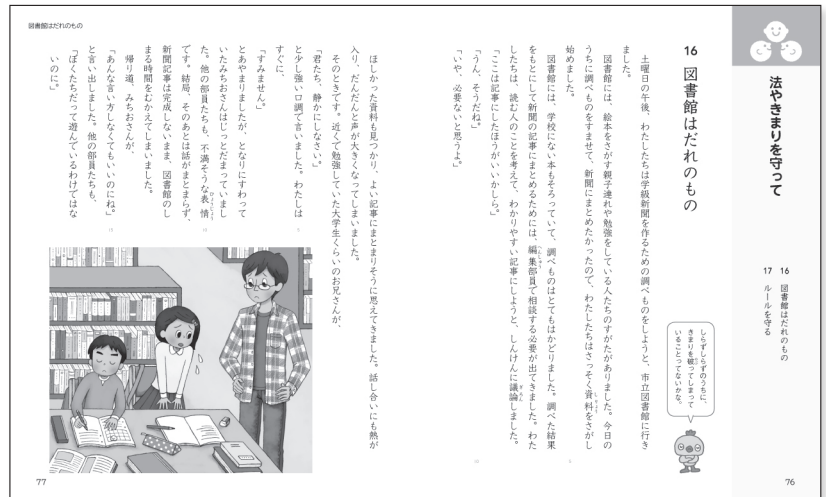 法やきまりを守って
16 図書館はだれのもの
17 ルールを守る
しらずしらずのうちに、
きまりを破ってしまって
いることってないかな。
16 図書館はだれのもの
土曜日の午後、わたしたちは学級新聞を作るための調べものをしようと、市立図書館に行き
ました。
図書館には、絵本をさがす親子連れや勉強をしている人たちのすがたがありました。今日の
うちに調べものをすませて、新聞にまとめたかったので、わたしたちはさっそく資料をさがし
始めました。
図書館には、学校にない本もそろっていて、調べものはとてもはかどりました。調べた結果
をもとにして新聞の記事にまとめるためには、編集部員で相談する必要が出てきました。わた
したちは、読む人のことを考えて、わかりやすい記事にしようと、しんけんに議論しました。
「ここは記事にしたほうがいいかしら。」
「うん、そうだね。」
「いや、必要ないと思うよ。」
76
図書館はだれのもの
ほしかった資料も見つかり、よい記事にまとまりそうに思えてきました。話し合いにも熱が
入り、だんだんと声が大きくなってしまいました。
そのときです。近くで勉強していた大学生くらいのお兄さんが、
「君たち、静かにしなさい。」
と少し強い口調で言いました。わたしは
すぐに、
「すみません。」
とあやまりましたが、となりにすわって
いたみちおさんはじっとだまっていまし
た。他の部員たちも、不満そうな表情
です。結局、そのあとは話がまとまらず、
新聞記事は完成しないまま、図書館のし
まる時間をむかえてしまいました。
帰り道、みちおさんが、
「あんな言い方しなくてもいいのにね。」
と言い出しました。他の部員たちも、
「ぼくたちだって遊んでいるわけではな
いのに。」
77